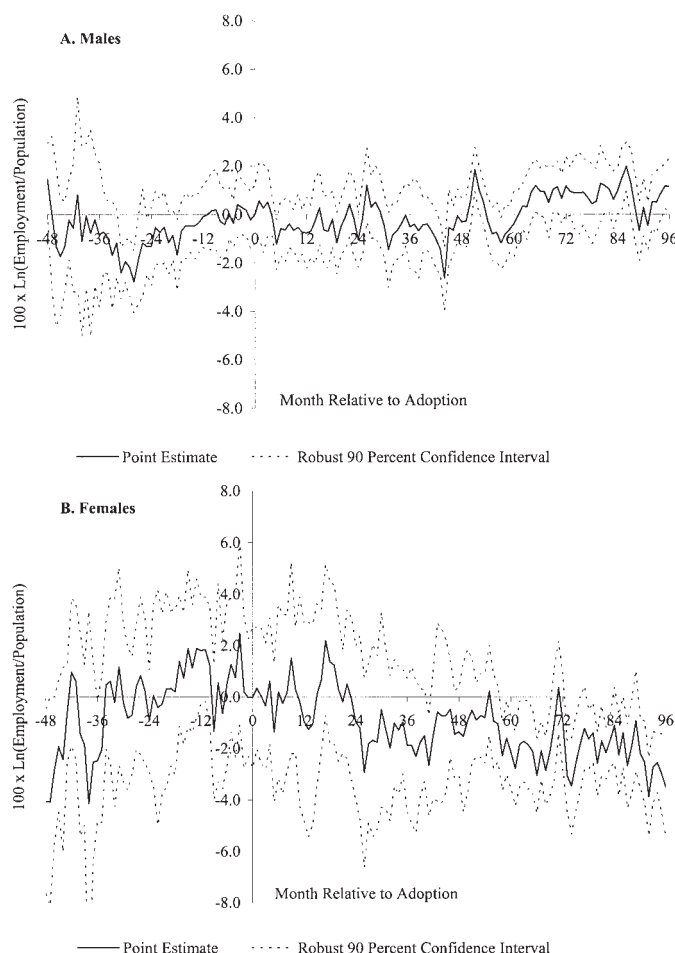 A. Males
100 x Ln(Employment/Population)
8.0
6.0
4.0
2.0
0.0
-2.0
-4.0
-6.0
-8.0
-48 -36 -24 -12 0 12 24 36 48 60 72 84 96
Month Relative to Adoption
Point Estimate Robust 90 Percent Confidence Interval
B. Females
100 x Ln(Employment/Population)
8.0
6.0
4.0
2.0
0.0
-2.0
-4.0
-6.0
-8.0
-48 -36 -24 -12 0 12 24 36 48 60 72 84 96
Month Relative to Adoption
Point Estimate Robust 90 Percent Confidence Interval